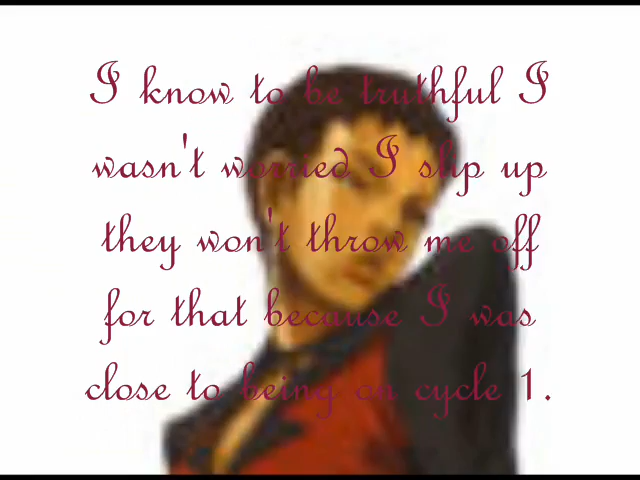 I know to be truthful I
wasn't worried I slip up
they won't throw me off
for that because I was
close to being on cycle 1.